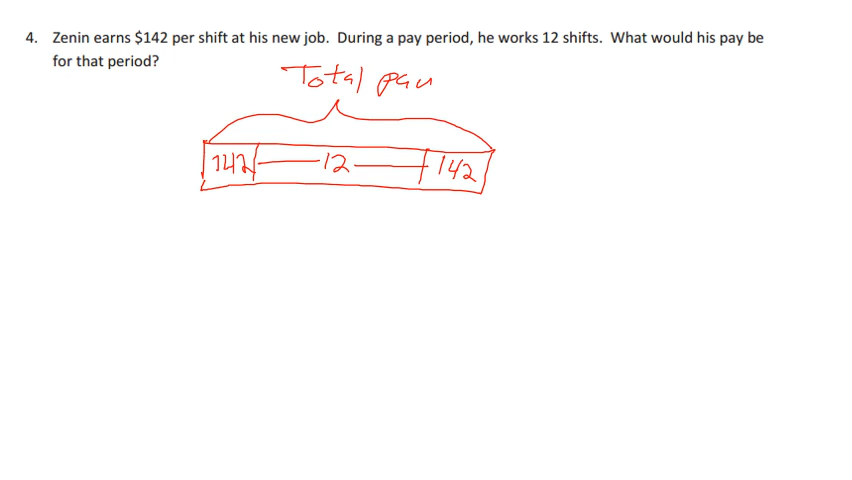 4. Zenin earns $142 per shift at his new job. During a pay period, he works 12 shifts. What would his pay be
for that period?
Total pay
142 12 142